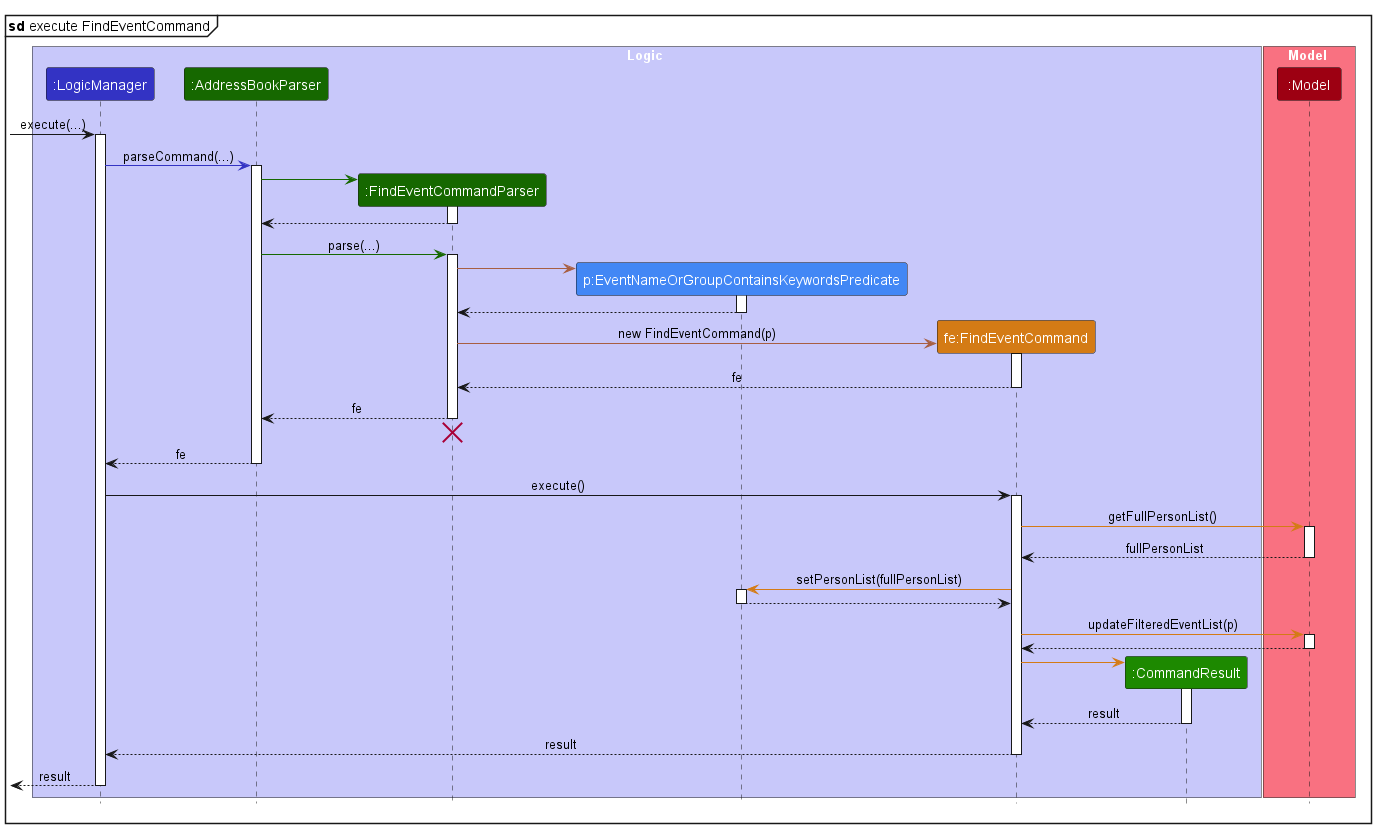 sd execute FindEventCommand
Logic
Model
:LogicManager
:AddressBookParser
:Model
execute(...)
parseCommand(...)
:FindEventCommandParser
parse(...)
p:EventNameOrGroupContainsKeywordsPredicate
new FindEventCommand(p)
fe:FindEventCommand
fe
fe
fe
execute()
getFullPersonList()
fullPersonList
setPersonList(fullPersonList)
updateFilteredEventList(p)
:CommandResult
result
result
result